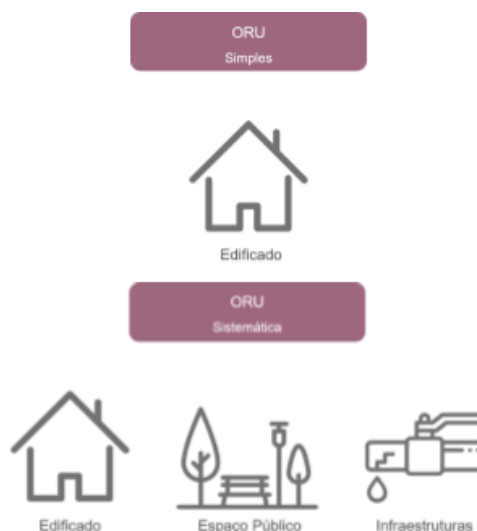 ORU
Simples
Edificado
ORU
Sistemática
Edificado
Espaço Público
Infraestruturas